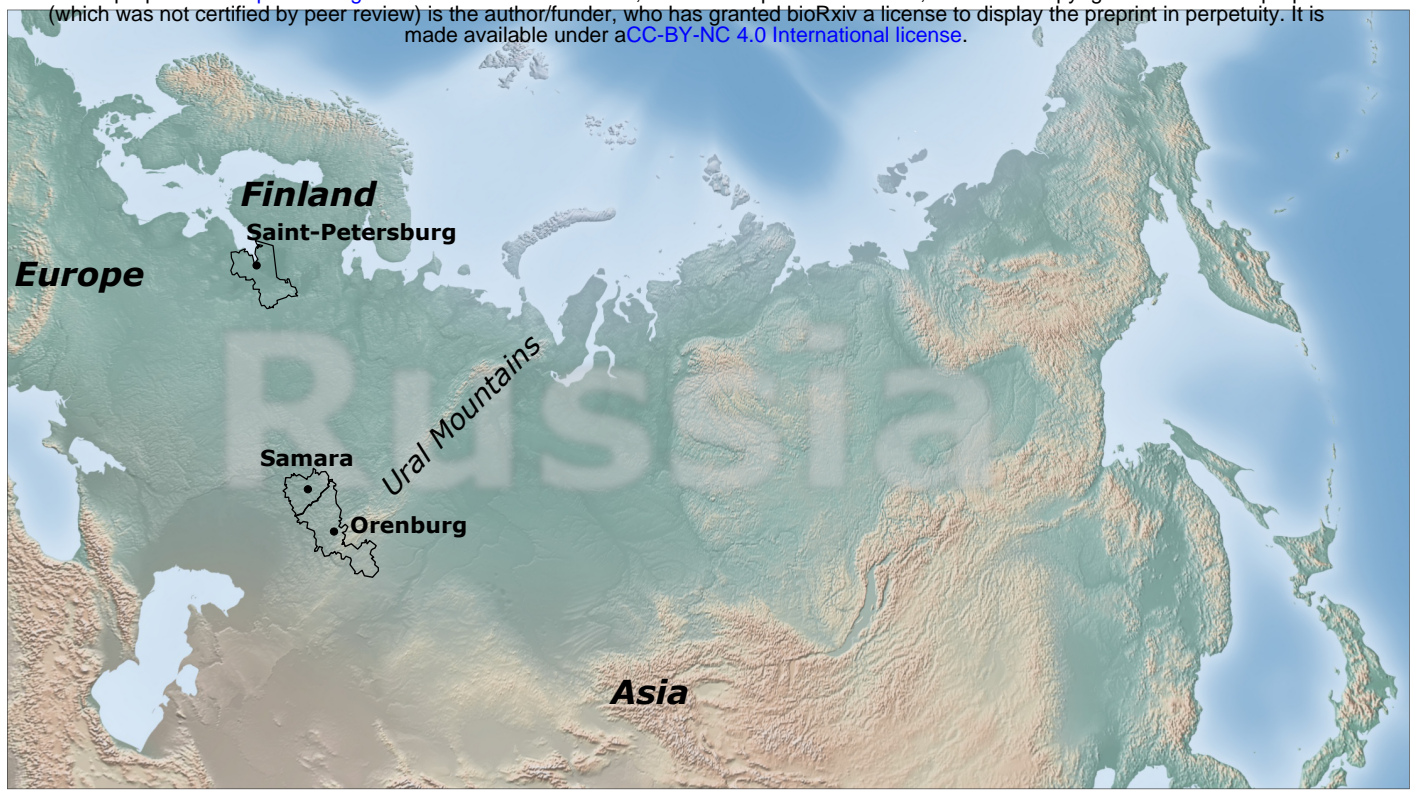 (which was not certified by peer review) is the author/funder, who has granted bioRxiv a license to display the preprint in perpetuity. It is
made available under aCC-BY-NC 4.0 International license.
Finland
Saint-Petersburg
Europe
Russia
Ural Mountains
Samara
Orenburg
Asia